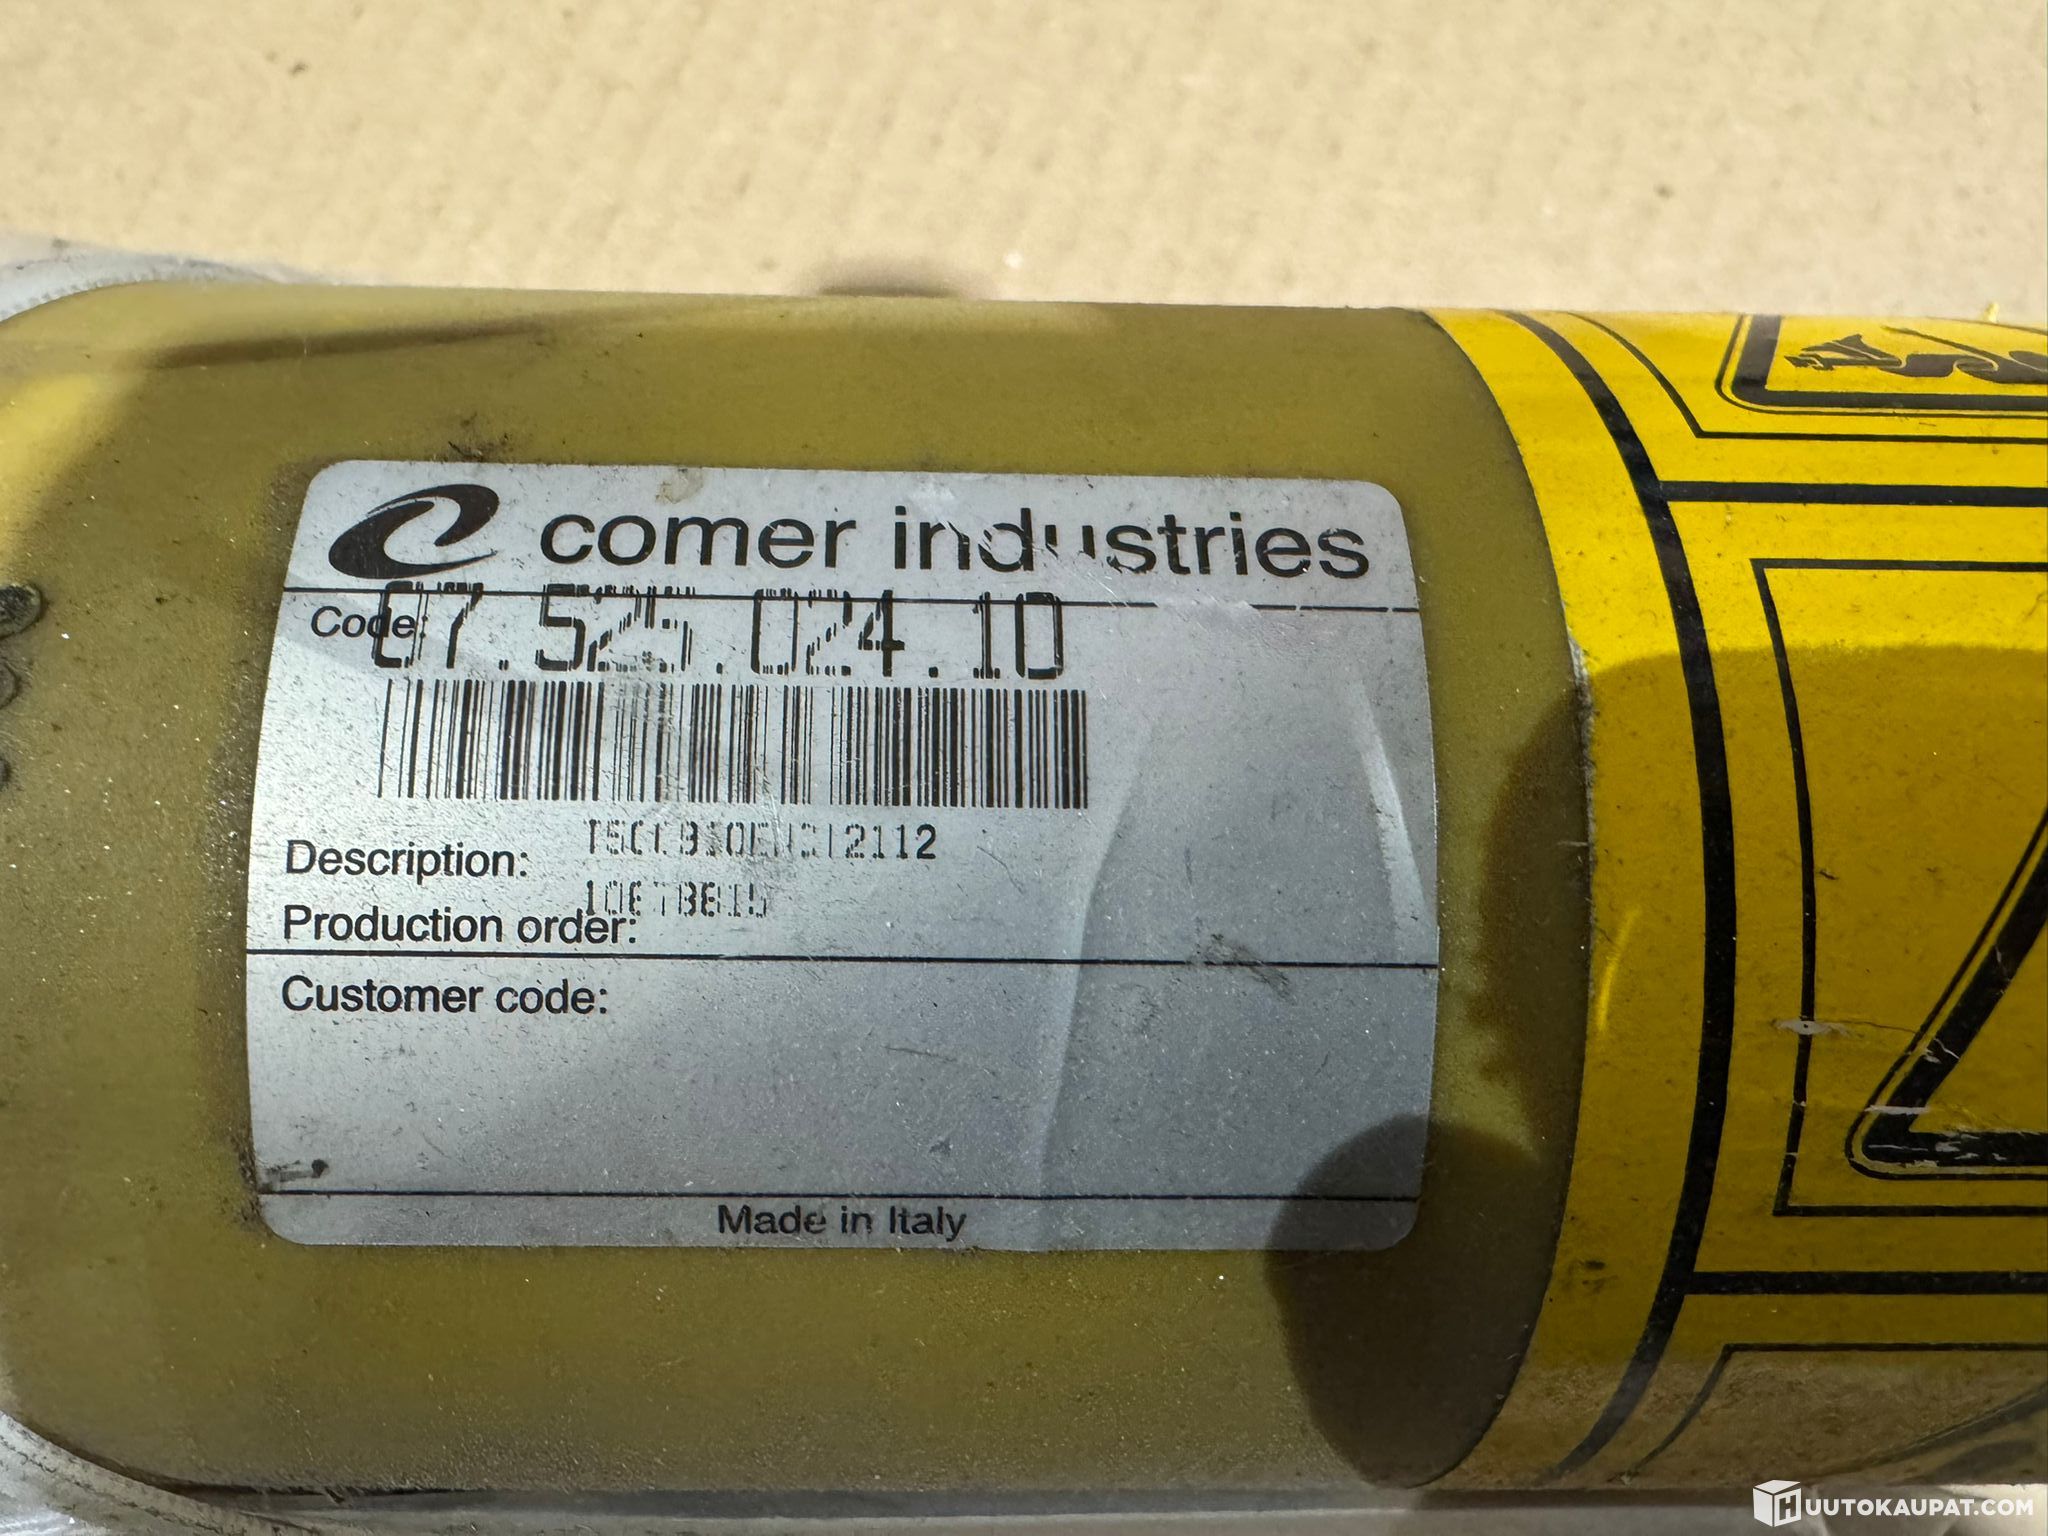 comer industries
Code: 07.525.024.10
Description:
Production order:
Customer code:
Made in Italy
HUUTOKAUPAT.COM